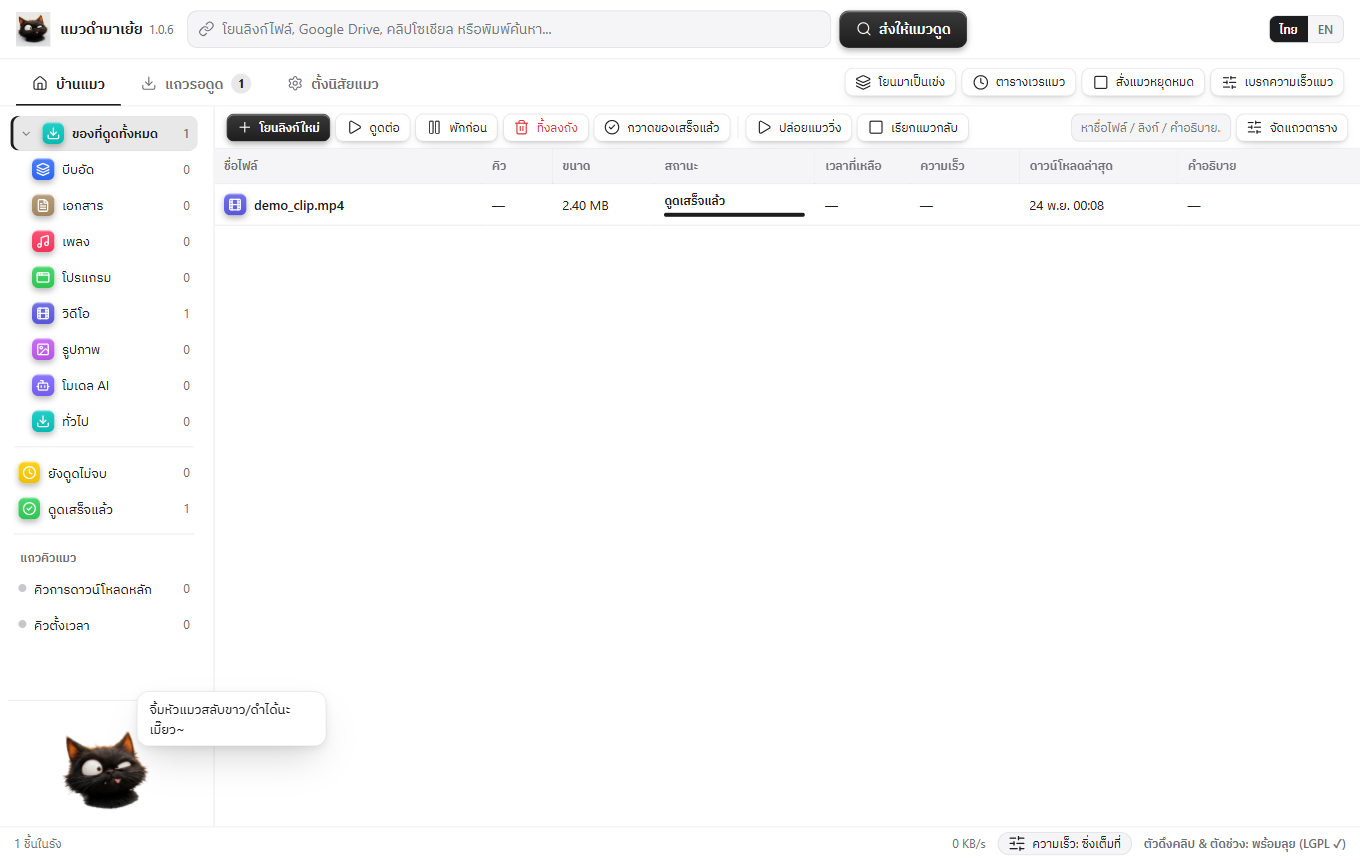 แมวดำมาเย้ย 1.0.6
โยนลิงก์ไฟล์, Google Drive, คลิปโซเชียล หรือพิมพ์ค้นหา...
ส่งให้แมวดูด
ไทย EN
บ้านแมว
แถวรอดูด 1
ตั้งนิสัยแมว
โยนมาเป็นเข่ง
ตารางเวรแมว
สั่งแมวหยุดหมด
เบรกความเร็วแมว
ของที่ดูดทั้งหมด 1
บีบอัด 0
เอกสาร 0
เพลง 0
โปรแกรม 0
วิดีโอ 1
รูปภาพ 0
โมเดล AI 0
ทั่วไป 0
ยังดูดไม่จบ 0
ดูดเสร็จแล้ว 1
แถวคิวแมว
คิวการดาวน์โหลดหลัก 0
คิวตั้งเวลา 0
โยนลิงก์ใหม่
ดูดต่อ
พักก่อน
ทิ้งลงถัง
กวาดของเสร็จแล้ว
ปล่อยแมววิ่ง
เรียกแมวกลับ
หาชื่อไฟล์ / ลิงก์ / คำอธิบาย.
จัดแถวตาราง
ชื่อไฟล์ คิว ขนาด สถานะ เวลาที่เหลือ ความเร็ว ดาวน์โหลดล่าสุด คำอธิบาย
demo_clip.mp4 — 2.40 MB ดูดเสร็จแล้ว — — 24 พ.ย. 00:08 —
จิ้มหัวแมวสลับขาว/ดำได้นะ
เมี๊ยว~
1 ชิ้นในรัง
0 KB/s
ความเร็ว: ซิ่งเต็มที่
ตัวดึงคลิป & ตัดช่วง: พร้อมลุย (LGPL ✓)